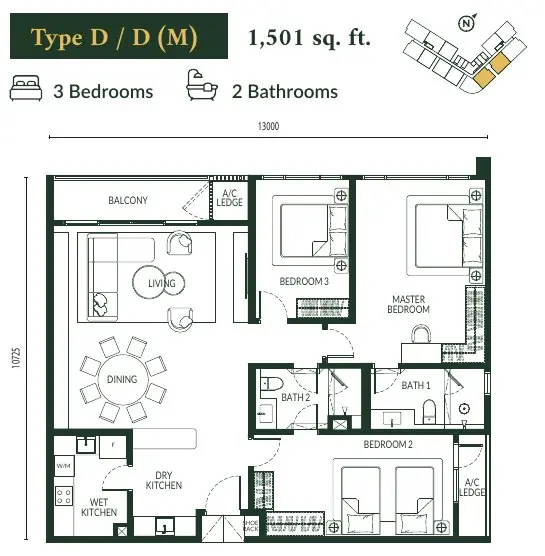 Type D / D (M)
1,501 sq. ft.
N
3 Bedrooms
2 Bathrooms
13000
10725
BALCONY
A/C
LEDGE
LIVING
BEDROOM 3
MASTER
BEDROOM
DINING
BATH 2
BATH 1
BEDROOM 2
F
W/M
WET
KITCHEN
DRY
KITCHEN
SHOE
RACK
A/C
LEDGE